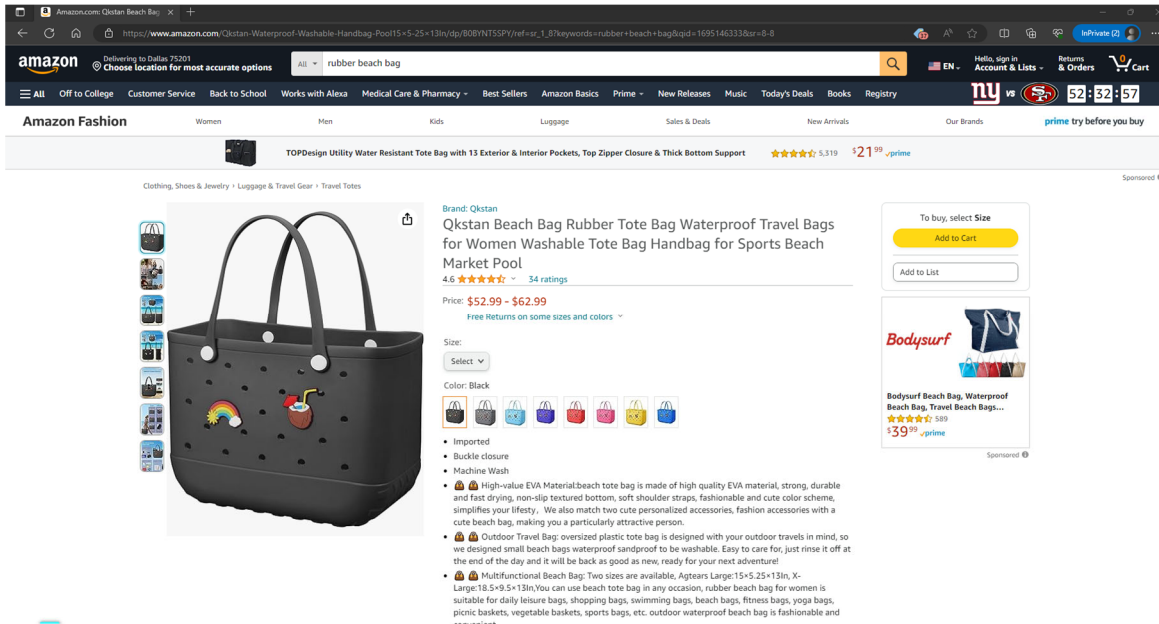 Amazon.com: Qkstan Beach Bag
https://www.amazon.com/Qkstan-Waterproof-Washable-Handbag-Pool15×5-25×13In/dp/B0BYNT5SPY/ref=sr_1_8?keywords=rubber+beach+bag&qid=1695146333&sr=8-8
InPrivate (2)
amazon
Delivering to Dallas 75201
Choose location for most accurate options
All
rubber beach bag
EN
Hello, sign in
Account & Lists
Returns
& Orders
0
Cart
All
Off to College
Customer Service
Back to School
Works with Alexa
Medical Care & Pharmacy
Best Sellers
Amazon Basics
Prime
New Releases
Music
Today's Deals
Books
Registry
ny VS SF 52:32:57
Amazon Fashion
Women
Men
Kids
Luggage
Sales & Deals
New Arrivals
Our Brands
prime try before you buy
TOPDesign Utility Water Resistant Tote Bag with 13 Exterior & Interior Pockets, Top Zipper Closure & Thick Bottom Support
5,319
$21.99 prime
Sponsored
Clothing, Shoes & Jewelry › Luggage & Travel Gear › Travel Totes
Brand: Qkstan
Qkstan Beach Bag Rubber Tote Bag Waterproof Travel Bags
for Women Washable Tote Bag Handbag for Sports Beach
Market Pool
4.6
34 ratings
Price: $52.99 - $62.99
Free Returns on some sizes and colors
Size:
Select
Color: Black
• Imported
• Buckle closure
• Machine Wash
• High-value EVA Material:beach tote bag is made of high quality EVA material, strong, durable
and fast drying, non-slip textured bottom, soft shoulder straps, fashionable and cute color scheme,
simplifies your lifesty，We also match two cute personalized accessories, fashion accessories with a
cute beach bag, making you a particularly attractive person.
• Outdoor Travel Bag: oversized plastic tote bag is designed with your outdoor travels in mind, so
we designed small beach bags waterproof sandproof to be washable. Easy to care for, just rinse it off at
the end of the day and it will be back as good as new, ready for your next adventure!
• Multifunctional Beach Bag: Two sizes are available, Agtears Large:15×5.25×13In, X-
Large:18.5×9.5×13In,You can use beach tote bag in any occasion, rubber beach bag for women is
suitable for daily leisure bags, shopping bags, swimming bags, beach bags, fitness bags, yoga bags,
picnic baskets, vegetable baskets, sports bags, etc. outdoor waterproof beach bag is fashionable and
To buy, select Size
Add to Cart
Add to List
Bodysurf
Bodysurf Beach Bag, Waterproof
Beach Bag, Travel Beach Bags...
589
$39.99 prime
Sponsored